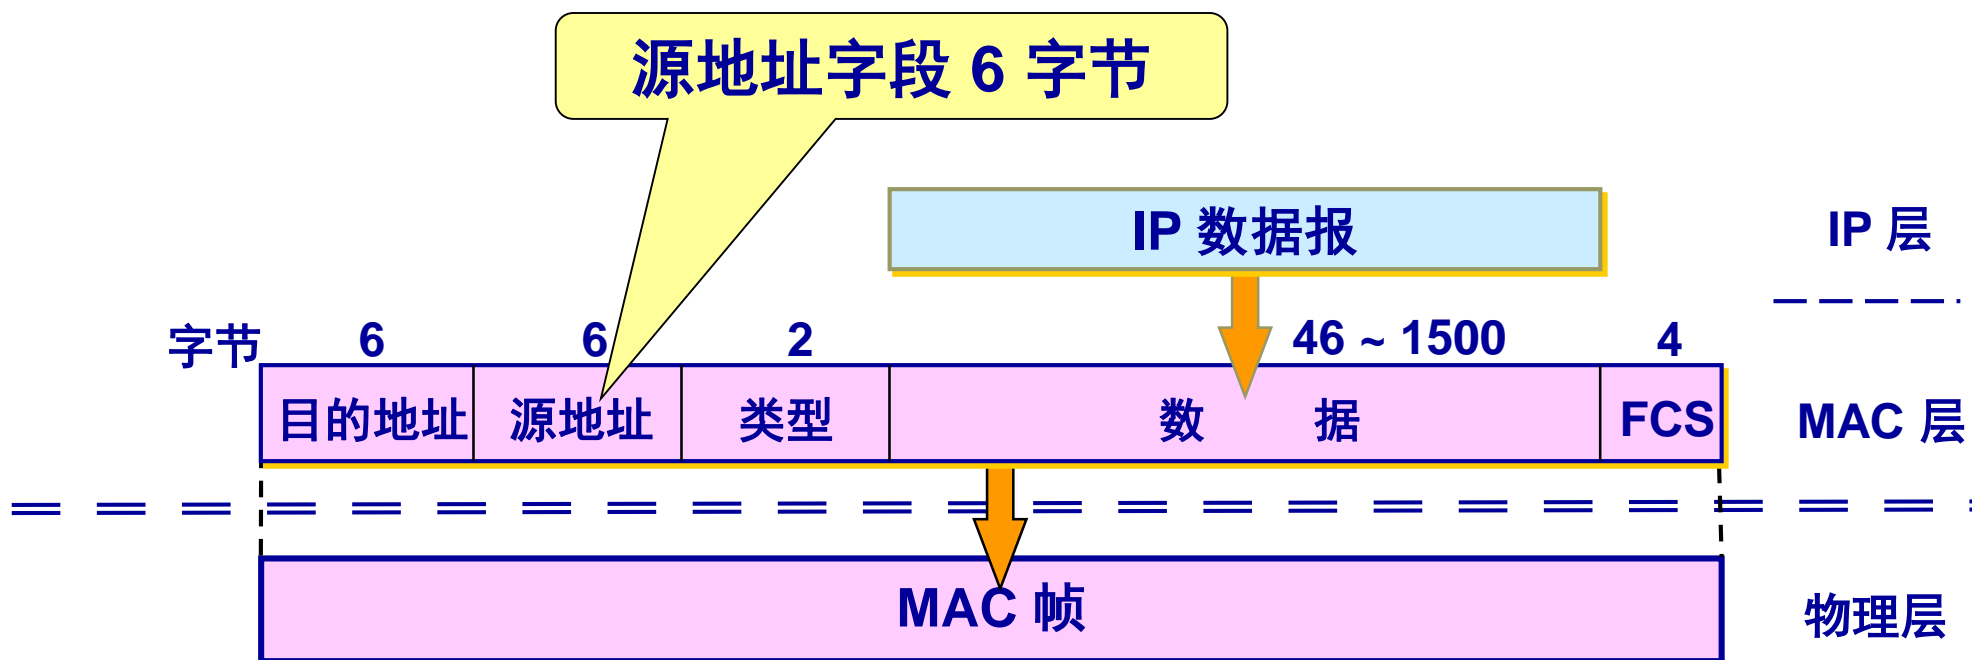 源地址字段 6 字节
IP 数据报
IP 层
字节 6 6 2 46 ~ 1500 4
目的地址 源地址 类型 数 据 FCS MAC 层
MAC 帧
物理层